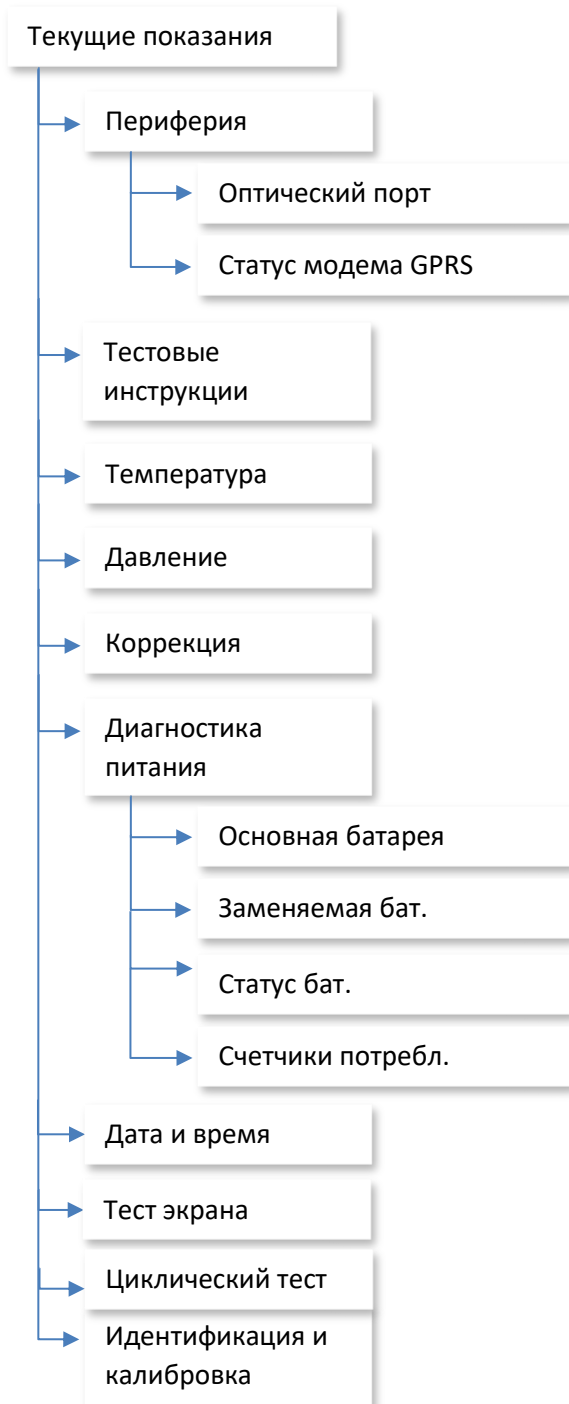 Текущие показания
Периферия
Оптический порт
Статус модема GPRS
Тестовые
инструкции
Температура
Давление
Коррекция
Диагностика
питания
Основная батарея
Заменяемая бат.
Статус бат.
Счетчики потребл.
Дата и время
Тест экрана
Циклический тест
Идентификация и
калибровка